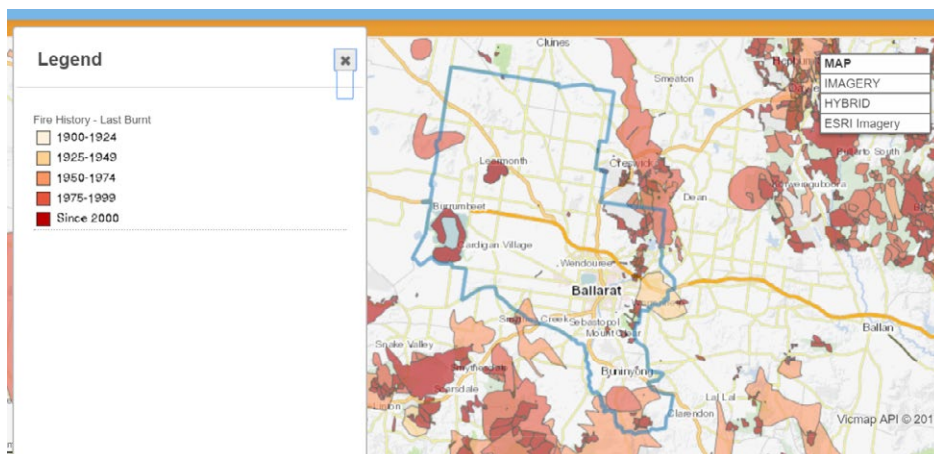 Legend
Fire History - Last Burnt
1900-1924
1925-1949
1950-1974
1975-1999
Since 2000
MAP
IMAGERY
HYBRID
ESRI Imagery
Clunes
Smeaton
Learmonth
Creswick
Dean
Burrumbeet
Cardigan Village
Wendouree
Ballarat
Sebastopol
Mount Clear
Ballan
Snake Valley
Smythesdale
Scarsdale
Buninyong
Linton
Lal Lal
Clarendon
Vicmap API © 201